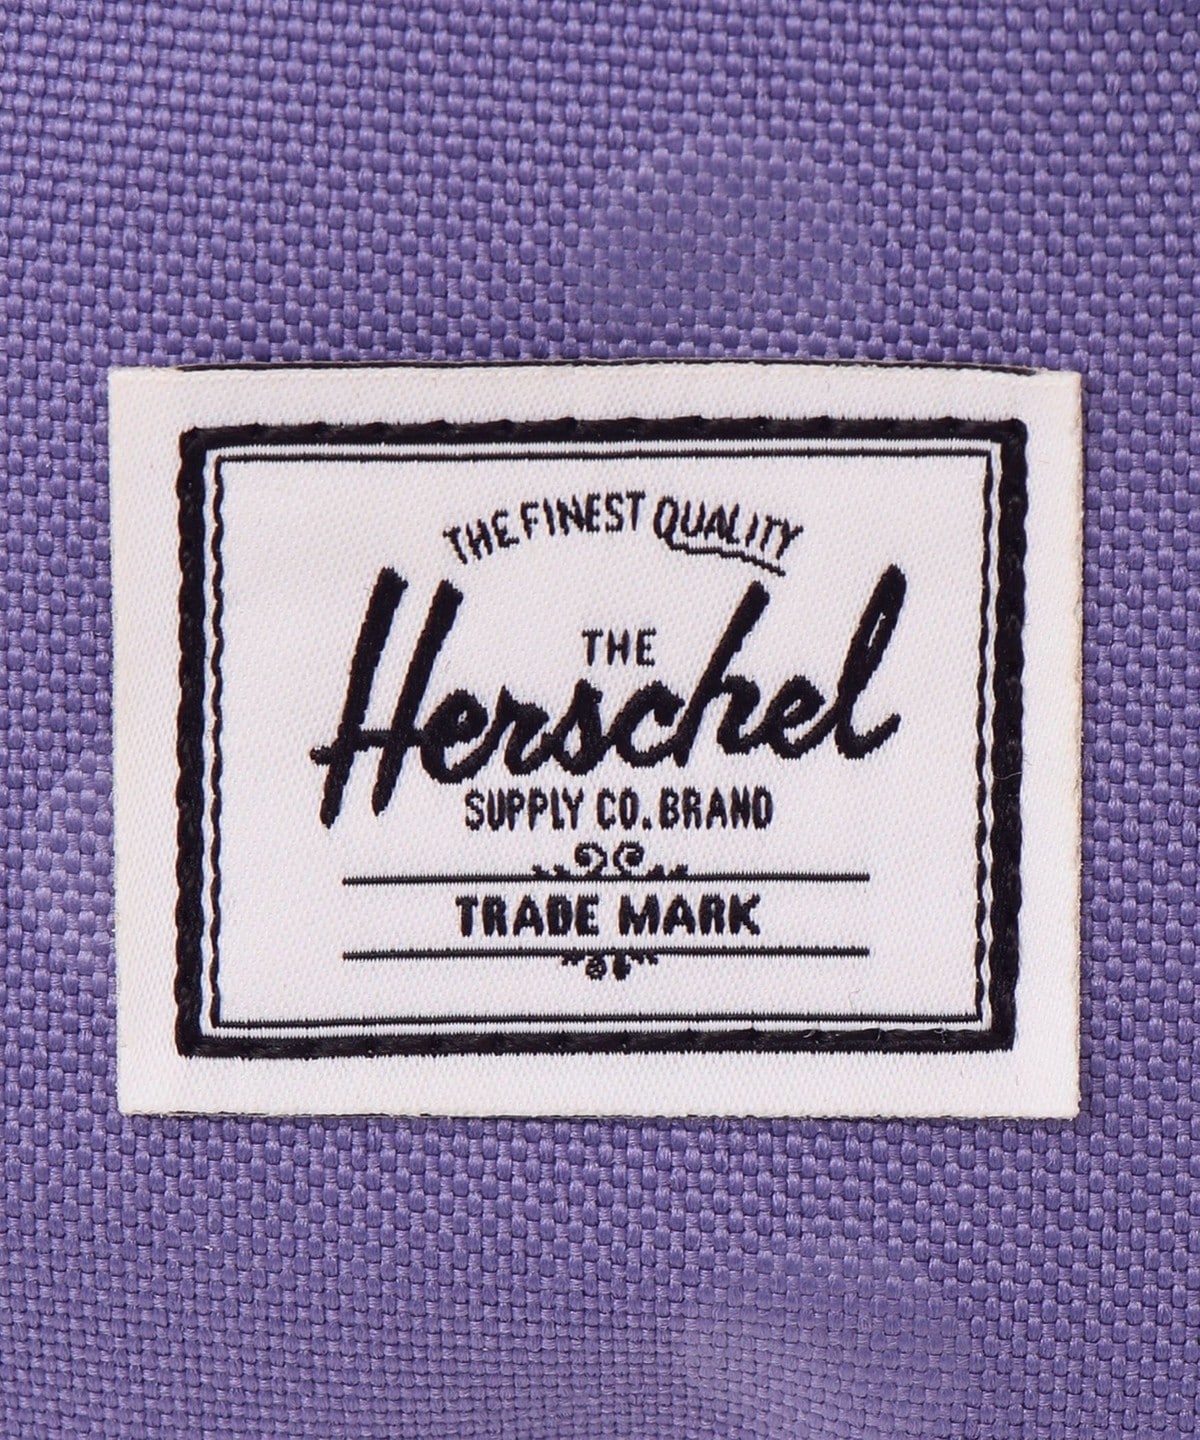 THE FINEST QUALITY
THE
Herschel
SUPPLY CO. BRAND
TRADE MARK